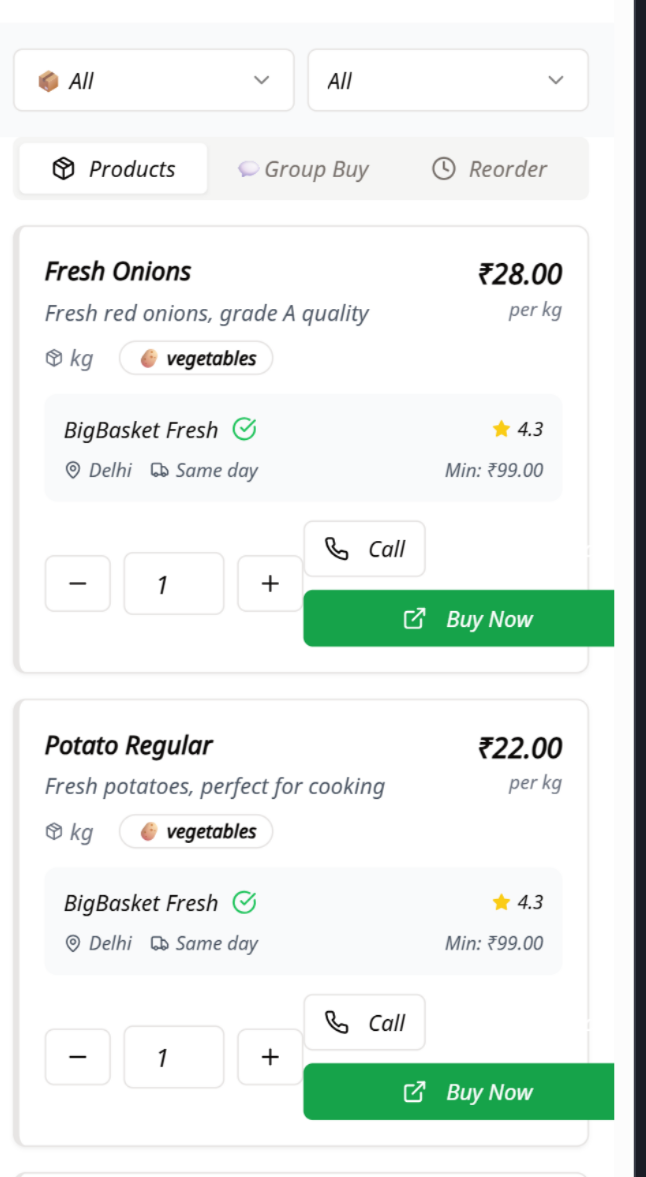 All All
Products Group Buy Reorder
Fresh Onions ₹28.00
Fresh red onions, grade A quality per kg
kg vegetables
BigBasket Fresh 4.3
Delhi Same day Min: ₹99.00
Call
1
Buy Now
Potato Regular ₹22.00
Fresh potatoes, perfect for cooking per kg
kg vegetables
BigBasket Fresh 4.3
Delhi Same day Min: ₹99.00
Call
1
Buy Now